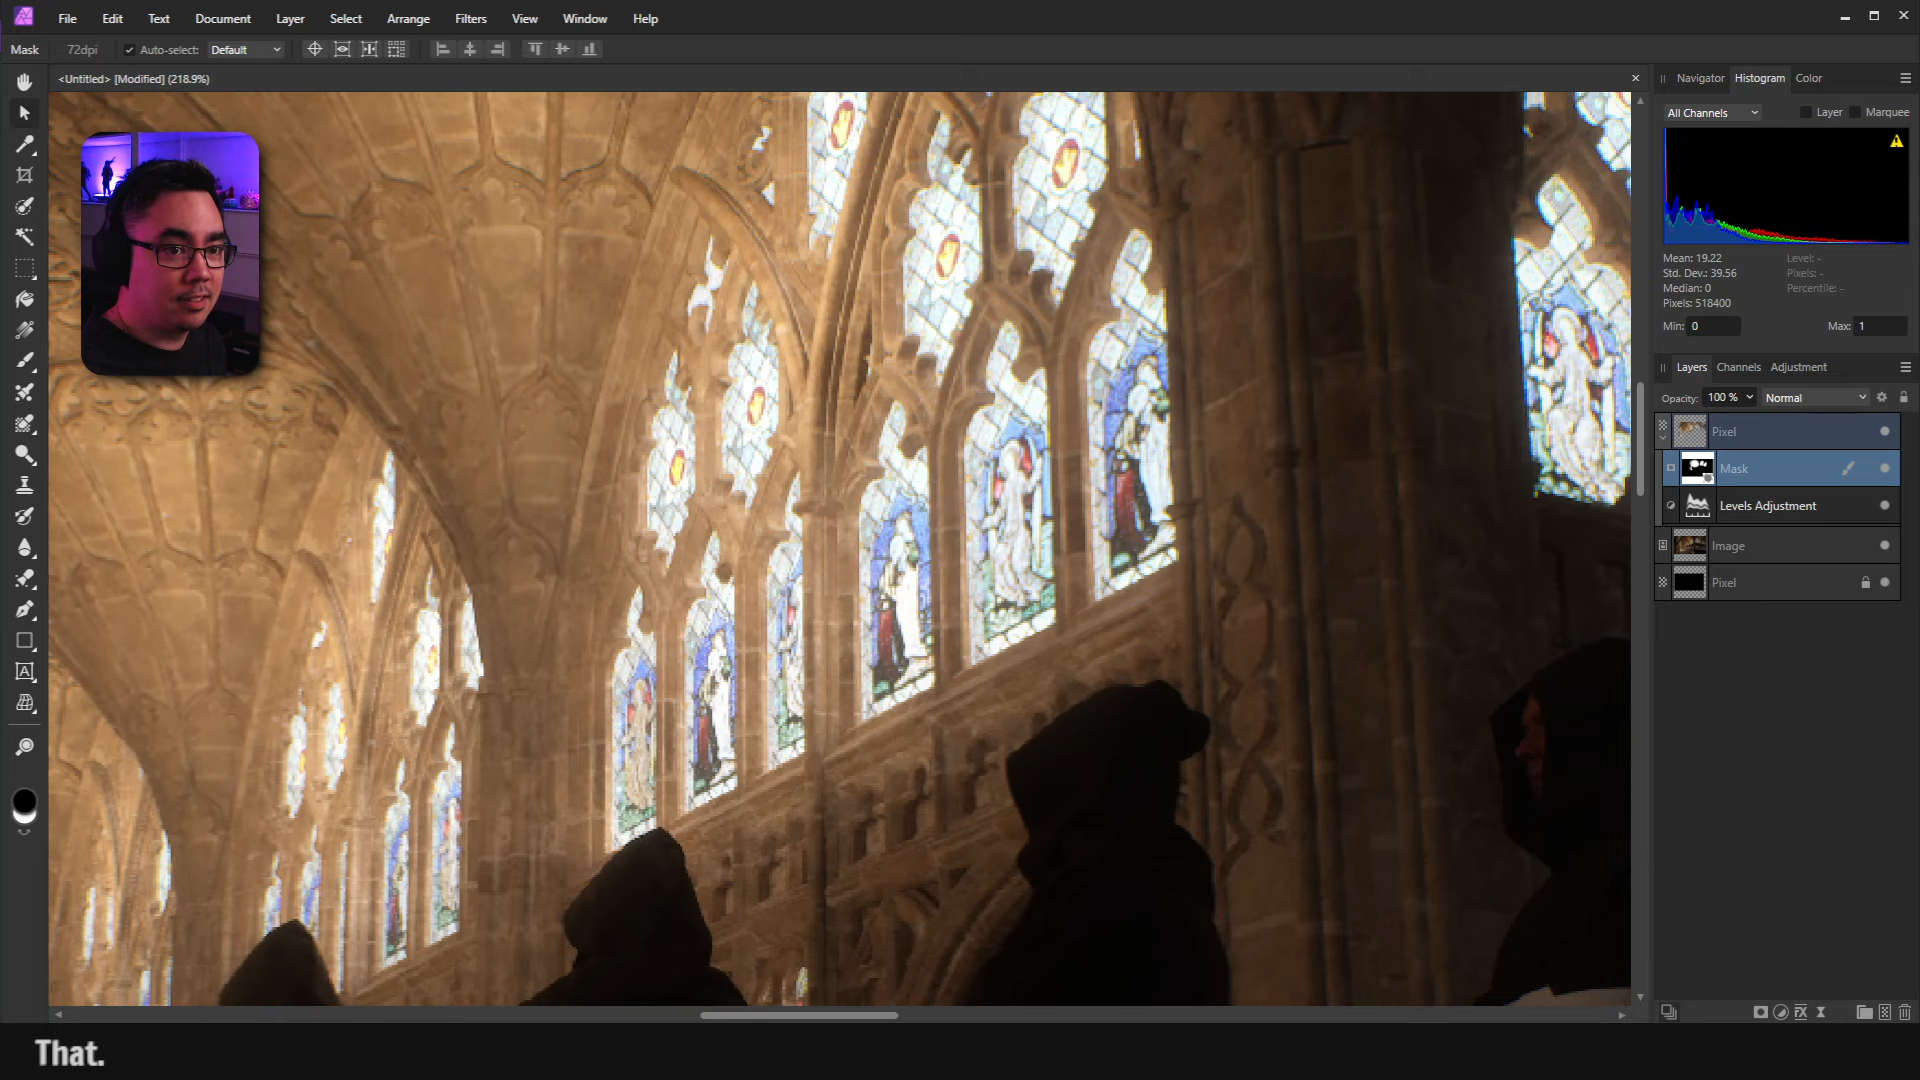 File Edit Text Document Layer Select Arrange Filters View Window Help
Mask 72dpi Auto-select: Default
<Untitled> [Modified] (218.9%)
Navigator Histogram Color
All Channels Layer Marquee
Mean: 19.22 Level: -
Std. Dev.: 39.56 Pixels: -
Median: 0 Percentile: -
Pixels: 518400
Min: 0 Max: 1
Layers Channels Adjustment
Opacity: 100 % Normal
Pixel
Mask
Levels Adjustment
Image
Pixel
That.